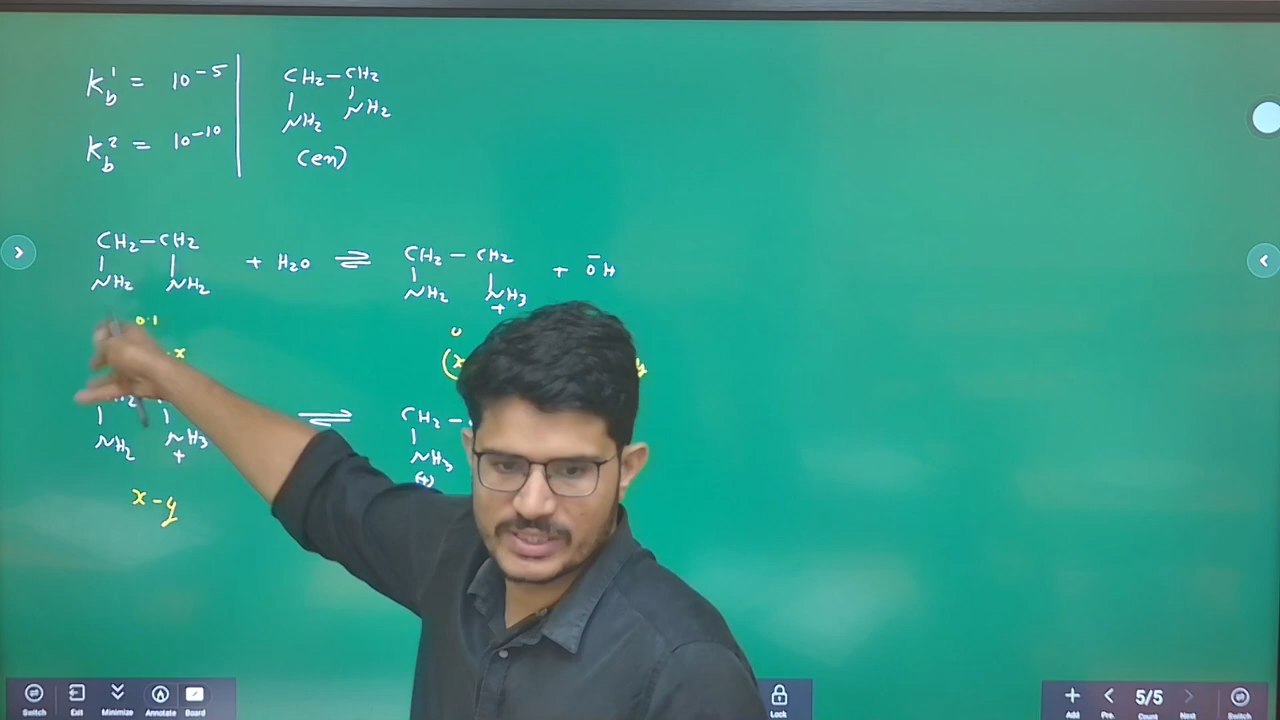 K_b^1 = 10^-5
CH2-CH2
NH2 NH2
K_b^2 = 10^-10
(en)
CH2-CH2
NH2 NH2
+ H2O ⇌
CH2-CH2
NH2 NH3
+
+ ŌH
0.1
0
x
(x
y
⇌
CH2-
NH2 NH3
+
NH3
(+)
x-y
Switch
Exit
Minimize
Annotate
Board
Lock
Add
Pre.
5/5
Count
Next
Switch